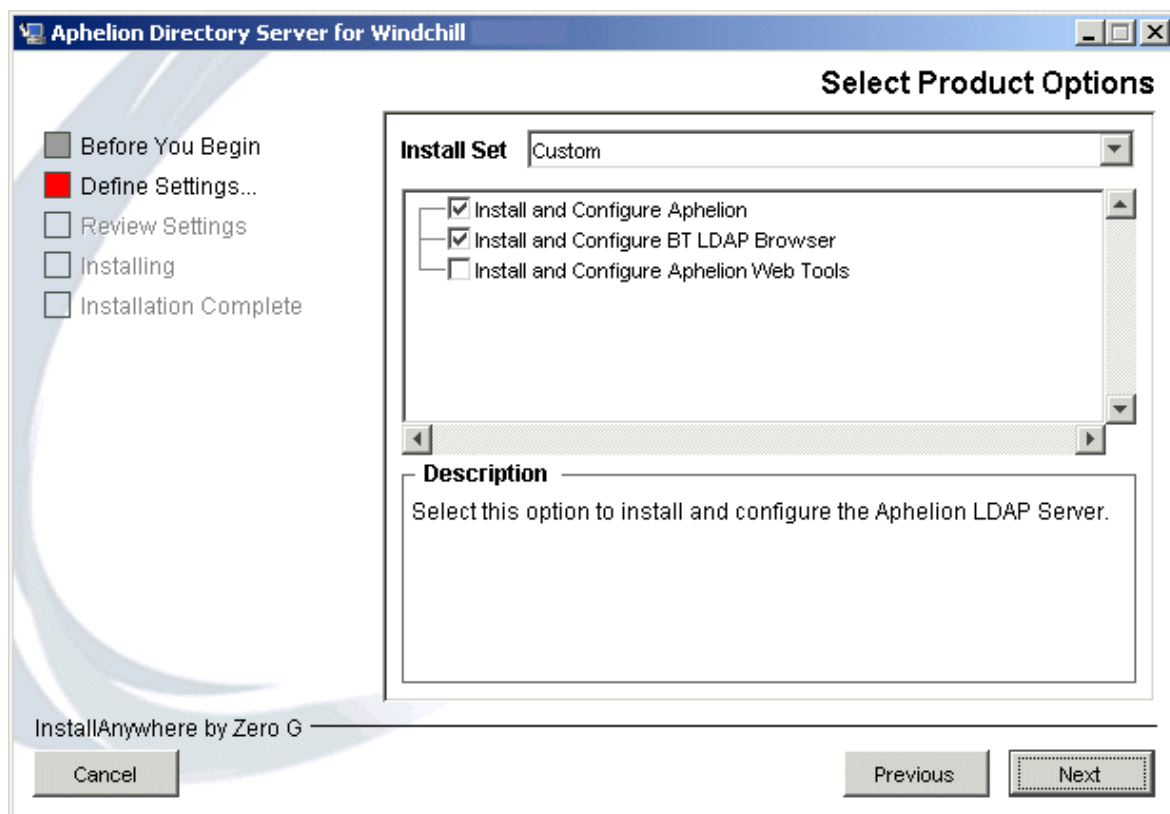 Aphelion Directory Server for Windchill
Select Product Options
Before You Begin
Define Settings...
Review Settings
Installing
Installation Complete
Install Set Custom
Install and Configure Aphelion
Install and Configure BT LDAP Browser
Install and Configure Aphelion Web Tools
Description
Select this option to install and configure the Aphelion LDAP Server.
InstallAnywhere by Zero G
Cancel Previous Next